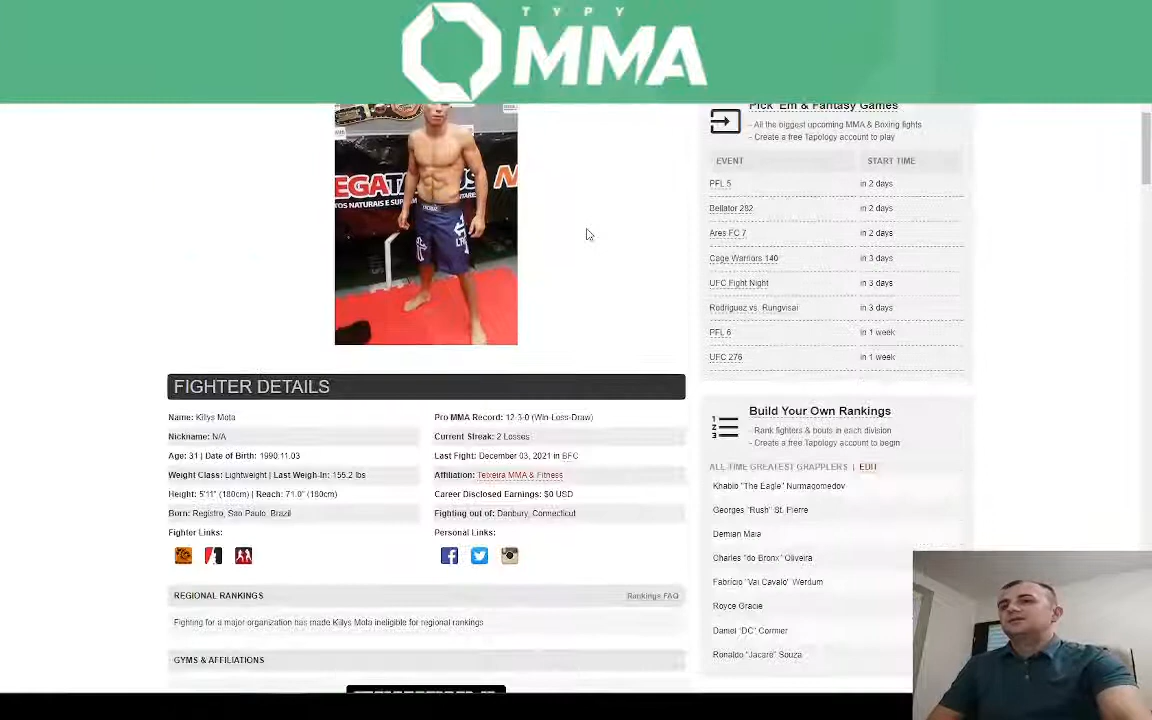 TYPY
MMA
EGAT
TOS NATURAIS E SUP
Pick 'Em & Fantasy Games
- All the biggest upcoming MMA & Boxing fights
- Create a free Tapology account to play
EVENT START TIME
PFL 5 in 2 days
Bellator 282 in 2 days
Ares FC 7 in 2 days
Cage Warriors 140 in 3 days
UFC Fight Night in 3 days
Rodriguez vs. Rungvisai in 3 days
PFL 6 in 1 week
UFC 276 in 1 week
FIGHTER DETAILS
Name: Killys Mota
Pro MMA Record: 12-3-0 (Win-Loss-Draw)
Nickname: N/A
Current Streak: 2 Losses
Age: 31 | Date of Birth: 1990.11.03
Last Fight: December 03, 2021 in BFC
Weight Class: Lightweight | Last Weigh-In: 155.2 lbs
Affiliation: Teixeira MMA & Fitness
Height: 5'11" (180cm) | Reach: 71.0" (180cm)
Career Disclosed Earnings: $0 USD
Born: Registro, Sao Paulo, Brazil
Fighting out of: Danbury, Connecticut
Fighter Links:
Personal Links:
REGIONAL RANKINGS Rankings FAQ
Fighting for a major organization has made Killys Mota ineligible for regional rankings
GYMS & AFFILIATIONS
Build Your Own Rankings
- Rank fighters & bouts in each division
- Create a free Tapology account to begin
ALL TIME GREATEST GRAPPLERS | EDIT
Khabib "The Eagle" Nurmagomedov
Georges "Rush" St. Pierre
Demian Maia
Charles "do Bronx" Oliveira
Fabricio "Vai Cavalo" Werdum
Royce Gracie
Daniel "DC" Cormier
Ronaldo "Jacare" Souza